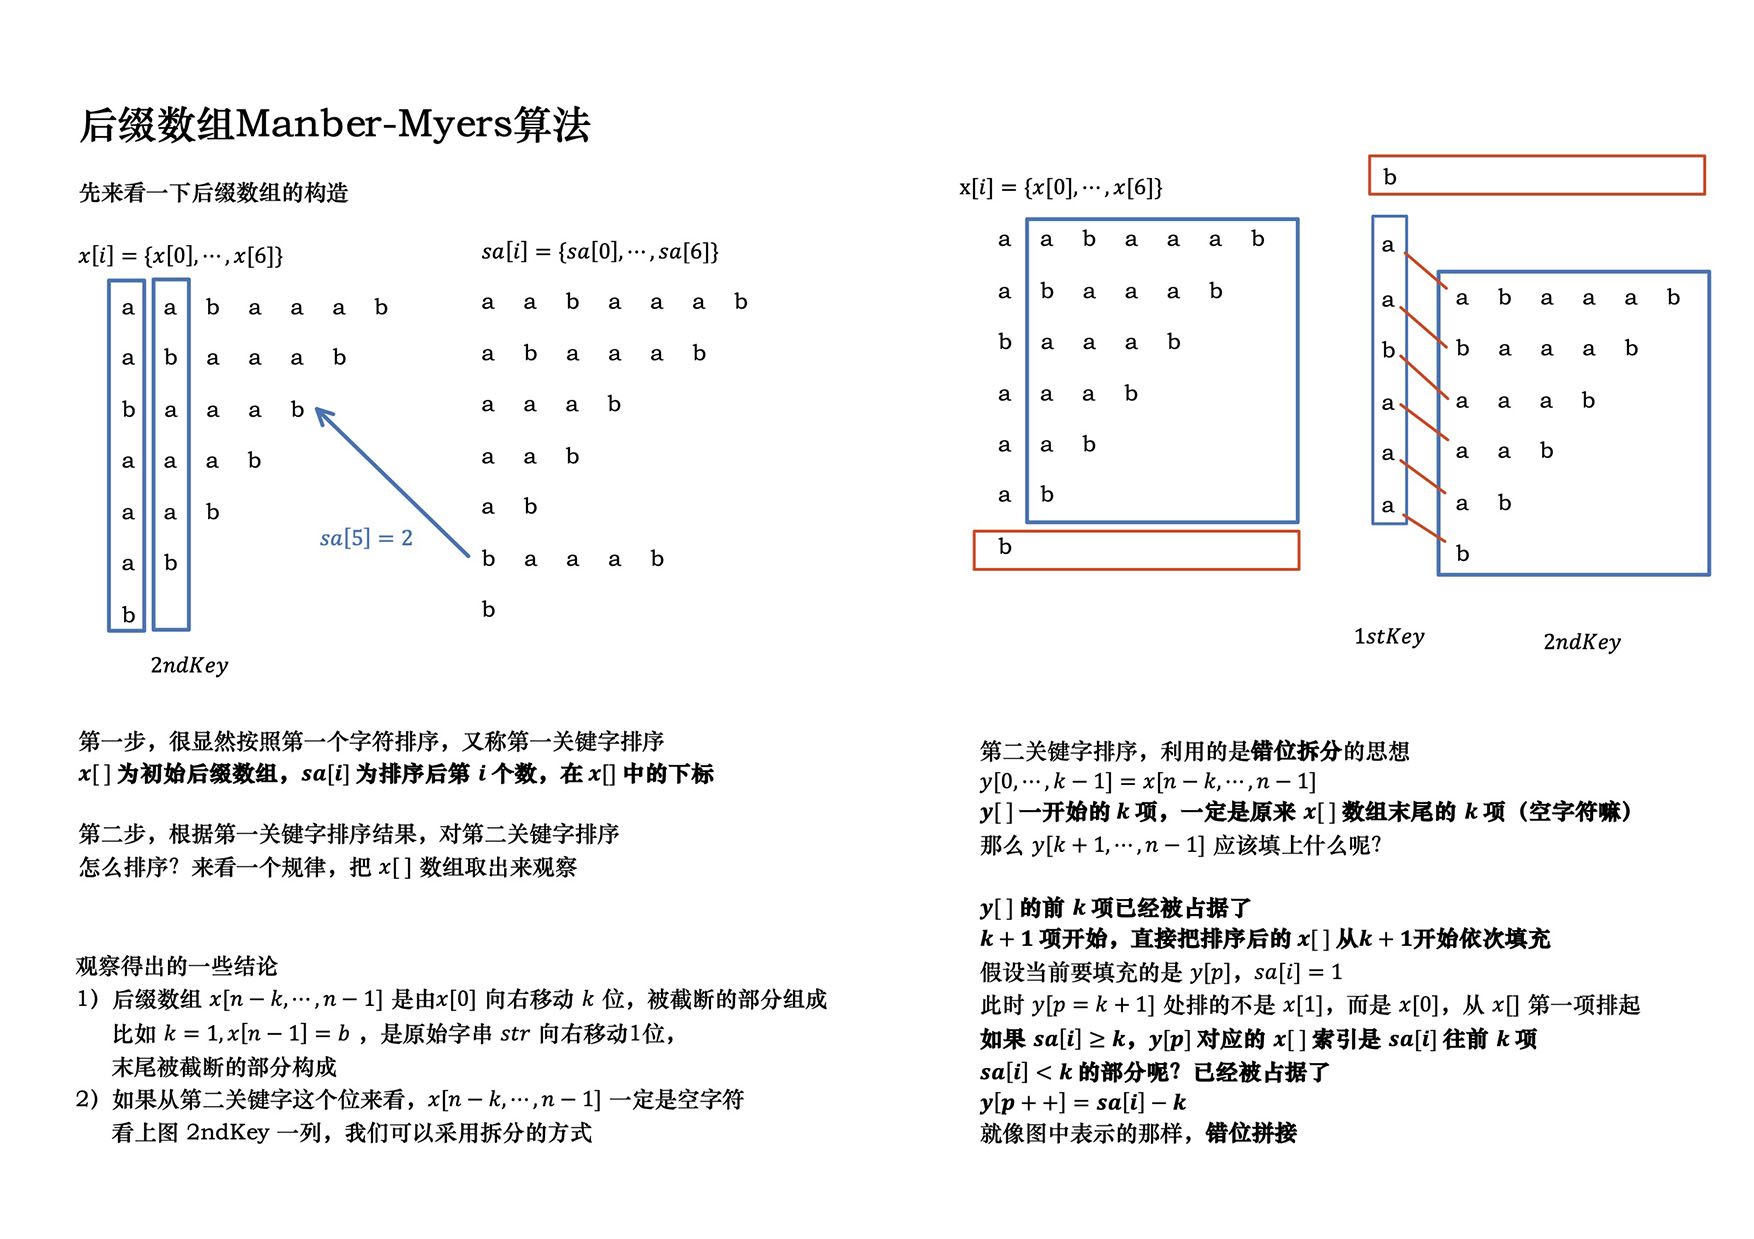 后缀数组Manber-Myers算法
先来看一下后缀数组的构造
x[i] = {x[0],⋯,x[6]}
a a b a a a b
a b a a a b
b a a a b
a a a b
a a b
a b
b
2ndKey
sa[i] = {sa[0],⋯,sa[6]}
a a b a a a b
a b a a a b
a a a b
a a b
a b
b a a a b
b
sa[5] = 2
第一步，很显然按照第一个字符排序，又称第一关键字排序
x[ ] 为初始后缀数组，sa[i] 为排序后第 i 个数，在 x[] 中的下标
第二步，根据第一关键字排序结果，对第二关键字排序
怎么排序？来看一个规律，把 x[ ] 数组取出来观察
观察得出的一些结论
1）后缀数组 x[n − k,⋯,n − 1] 是由x[0] 向右移动 k 位，被截断的部分组成
比如 k = 1, x[n − 1] = b ，是原始字串 str 向右移动1位，
末尾被截断的部分构成
2）如果从第二关键字这个位来看，x[n − k,⋯,n − 1] 一定是空字符
看上图 2ndKey 一列，我们可以采用拆分的方式
x[i] = {x[0],⋯,x[6]}
a a b a a a b
a b a a a b
b a a a b
a a a b
a a b
a b
b
b
a
a
b
a
a
a
1stKey
a b a a a b
b a a a b
a a a b
a a b
a b
b
2ndKey
第二关键字排序，利用的是错位拆分的思想
y[0,⋯,k − 1] = x[n − k,⋯,n − 1]
y[ ] 一开始的 k 项，一定是原来 x[ ] 数组末尾的 k 项（空字符嘛）
那么 y[k + 1,⋯,n − 1] 应该填上什么呢？
y[ ] 的前 k 项已经被占据了
k + 1 项开始，直接把排序后的 x[ ] 从k + 1开始依次填充
假设当前要填充的是 y[p]，sa[i] = 1
此时 y[p = k + 1] 处排的不是 x[1]，而是 x[0]，从 x[] 第一项排起
如果 sa[i] ≥ k，y[p] 对应的 x[ ] 索引是 sa[i] 往前 k 项
sa[i] < k 的部分呢？已经被占据了
y[p + +] = sa[i] − k
就像图中表示的那样，错位拼接